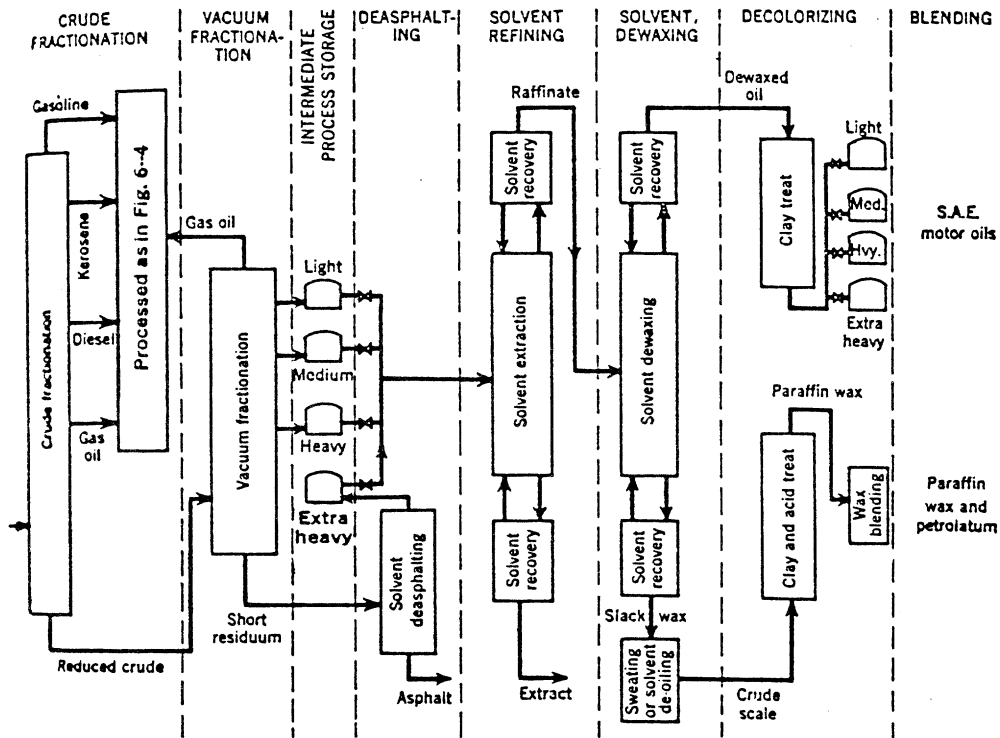 CRUDE
FRACTIONATION
VACUUM
FRACTIONA-
TION
INTERMEDIATE
PROCESS STORAGE
DEASPHALT-
ING
SOLVENT
REFINING
SOLVENT,
DEWAXING
DECOLORIZING
BLENDING
Gasoline
Kerosene
Diesel
Gas
oil
Crude fractionation
Processed as in Fig. 6--4
Reduced crude
Gas oil
Vacuum fractionation
Short
residuum
Light
Medium
Heavy
Extra
heavy
Solvent
deasphalting
Asphalt
Raffinate
Solvent
recovery
Solvent extraction
Solvent
recovery
Extract
Solvent
recovery
Solvent dewaxing
Solvent
recovery
Slack wax
Sweating
or solvent
de-oiling
Crude
scale
Dewaxed
oil
Clay treat
Light
Med.
Hvy.
Extra
heavy
S.A.E.
motor oils
Paraffin wax
Clay and acid treat
Wax
blending
Paraffin
wax and
petrolatum